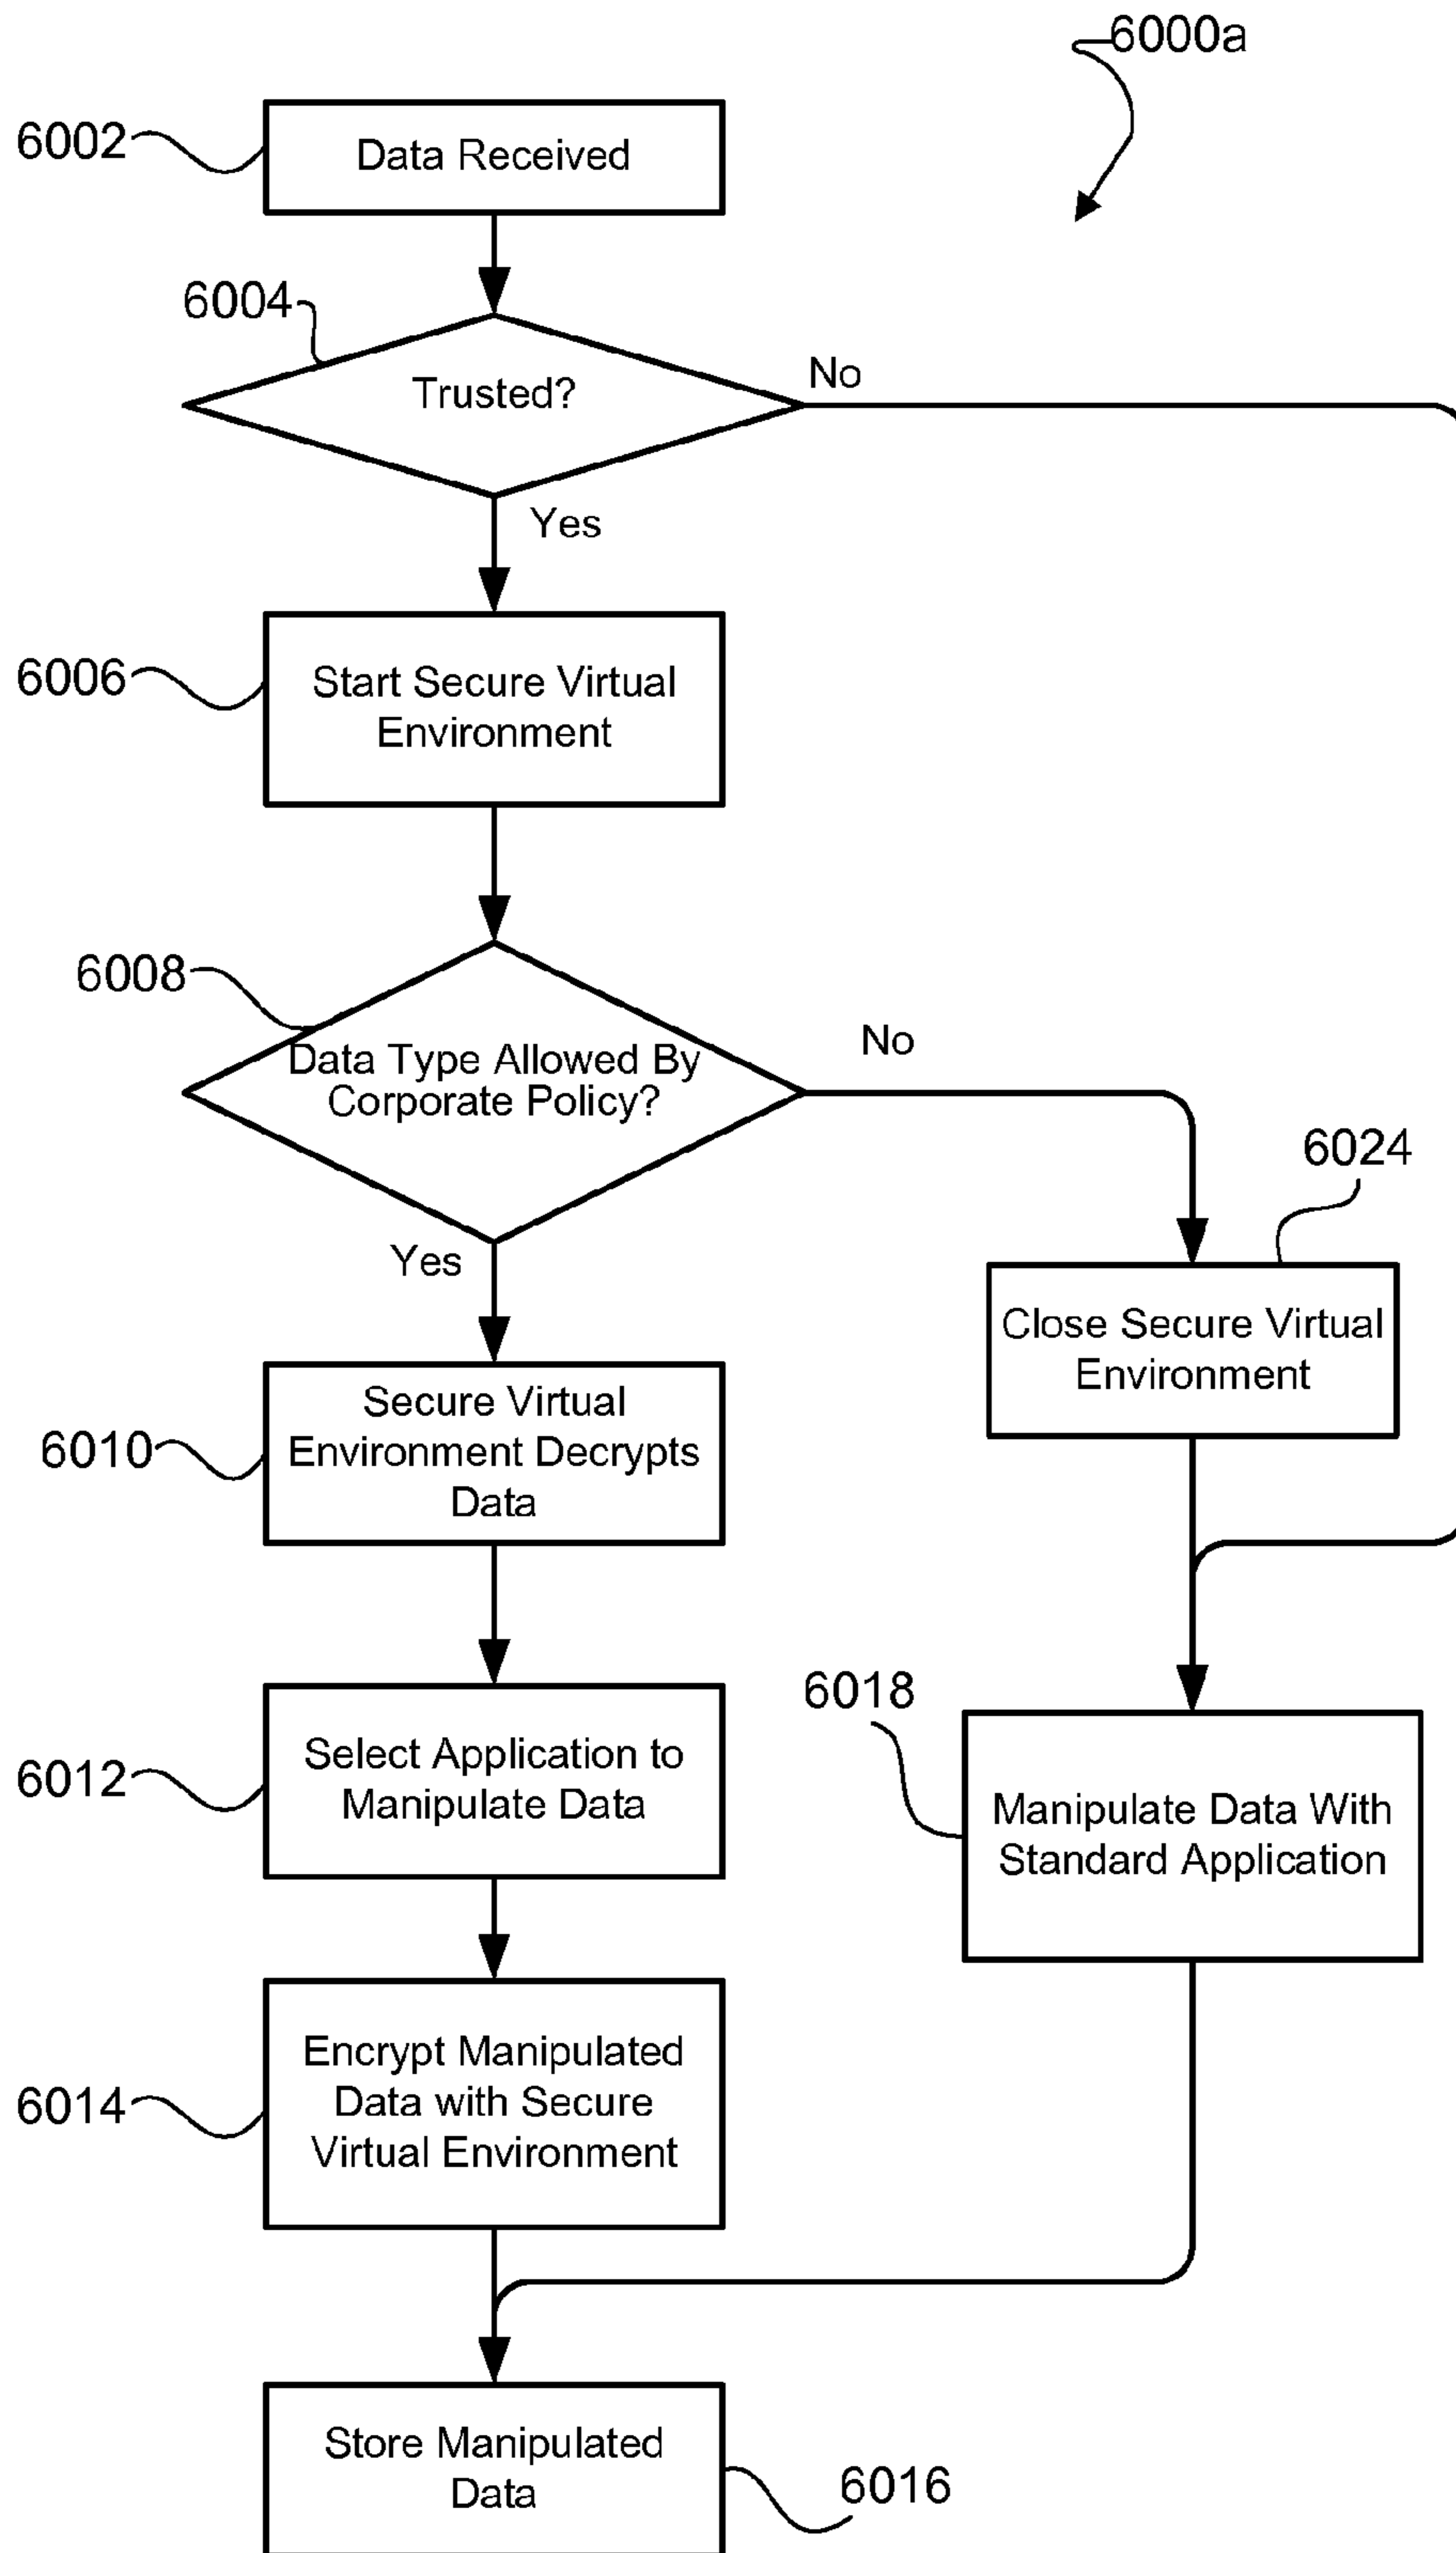 6000a
6002
Data Received
6004
Trusted?
No
Yes
6006
Start Secure Virtual
Environment
6008
Data Type Allowed By
Corporate Policy?
No
Yes
6024
Close Secure Virtual
Environment
6010
Secure Virtual
Environment Decrypts
Data
6012
Select Application to
Manipulate Data
6018
Manipulate Data With
Standard Application
6014
Encrypt Manipulated
Data with Secure
Virtual Environment
Store Manipulated
Data
6016